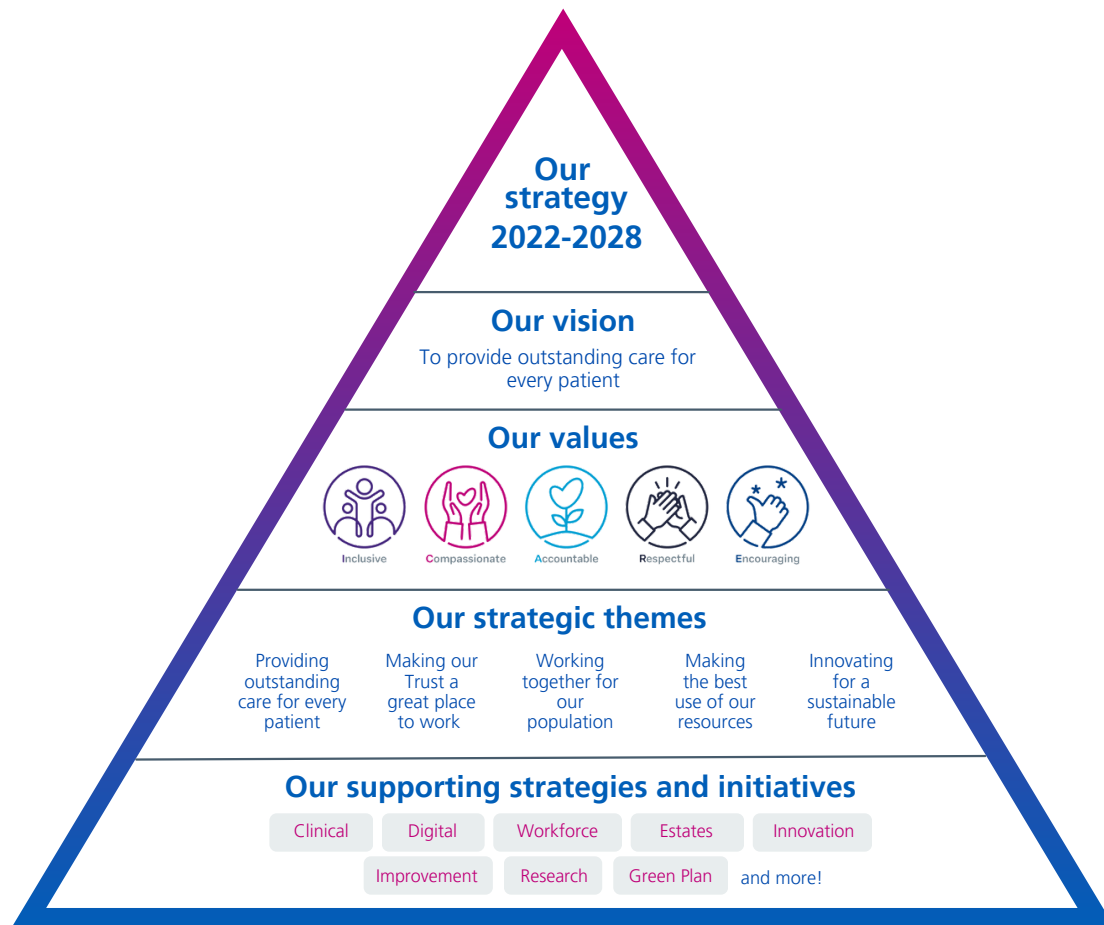 Our
strategy
2022-2028
Our vision
To provide outstanding care for
every patient
Our values
Inclusive
Compassionate
Accountable
Respectful
Encouraging
Our strategic themes
Providing
outstanding
care for every
patient
Making our
Trust a
great place
to work
Working
together for
our
population
Making
the best
use of our
resources
Innovating
for a
sustainable
future
Our supporting strategies and initiatives
Clinical
Digital
Workforce
Estates
Innovation
Improvement
Research
Green Plan
and more!